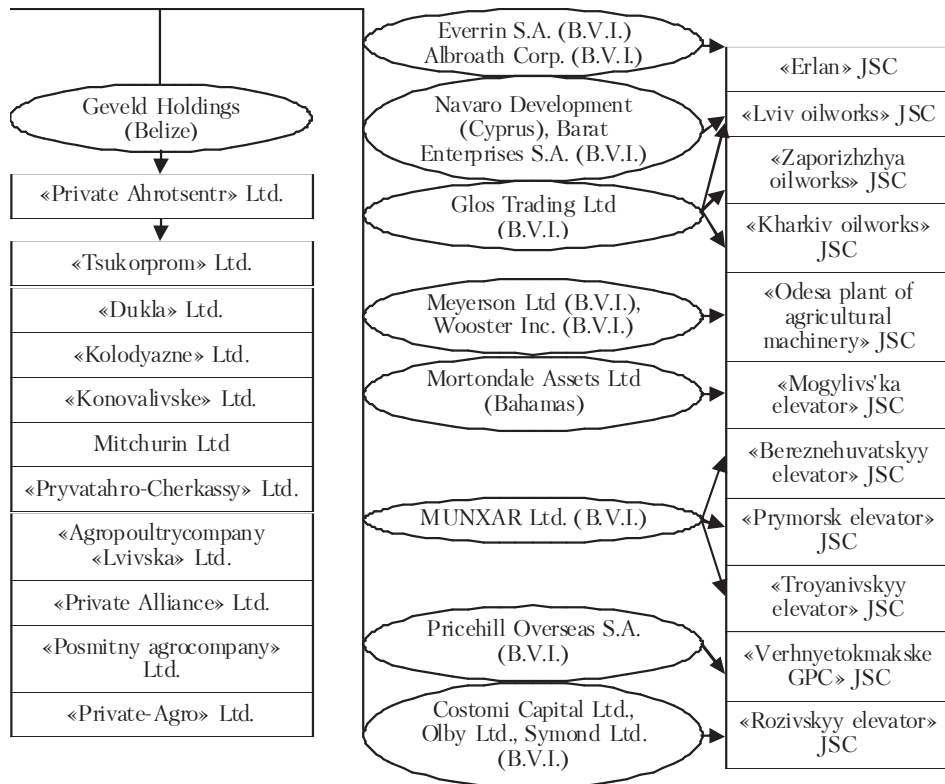 Geveld Holdings
(Belize)
«Private Ahrotsentr» Ltd.
«Tsukorprom» Ltd.
«Dukla» Ltd.
«Kolodyazne» Ltd.
«Konovalivske» Ltd.
Mitchurin Ltd
«Pryvatahro-Cherkassy» Ltd.
«Agropoultrycompany
«Lvivska» Ltd.
«Private Alliance» Ltd.
«Posmitny agrocompany»
Ltd.
«Private-Agro» Ltd.
Everrin S.A. (B.V.I.)
Albroath Corp. (B.V.I.)
Navaro Development
(Cyprus), Barat
Enterprises S.A. (B.V.I.)
Glos Trading Ltd
(B.V.I.)
Meyerson Ltd (B.V.I.),
Wooster Inc. (B.V.I.)
Mortondale Assets Ltd
(Bahamas)
MUNXAR Ltd. (B.V.I.)
Pricehill Overseas S.A.
(B.V.I.)
Costomi Capital Ltd.,
Olby Ltd., Symond Ltd.
(B.V.I.)
«Erlan» JSC
«Lviv oilworks» JSC
«Zaporizhzhya
oilworks» JSC
«Kharkiv oilworks»
JSC
«Odesa plant of
agricultural
machinery» JSC
«Mogylivs'ka
elevator» JSC
«Bereznehuvatskyy
elevator» JSC
«Prymorsk elevator»
JSC
«Troyanivskyy
elevator» JSC
«Verhnyetokmakske
GPC» JSC
«Rozivskyy elevator»
JSC